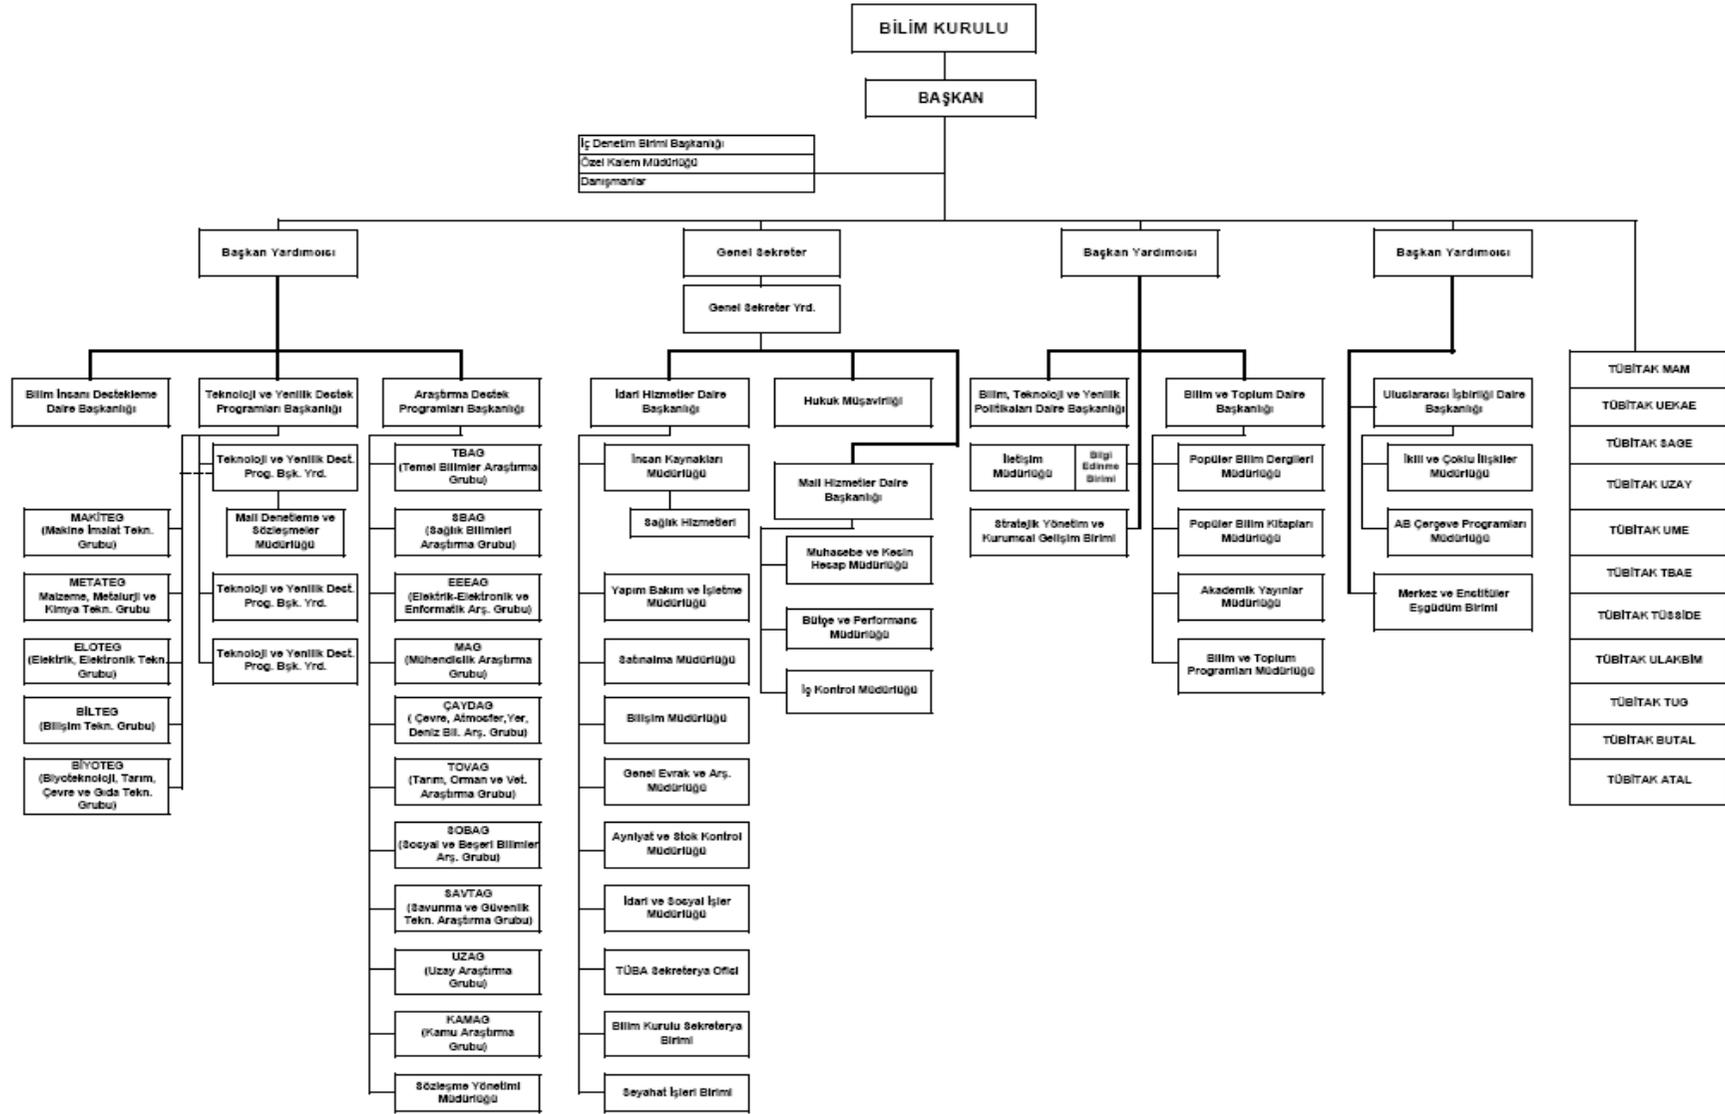 BİLİM KURULU
BAŞKAN
İç Denetim Birimi Başkanlığı
Özel Kalem Müdürlüğü
Danışmanlar
Başkan Yardımcısı
Genel Sekreter
Başkan Yardımcısı
Başkan Yardımcısı
Genel Sekreter Yrd.
Bilim İnsanı Destekleme
Daire Başkanlığı
Teknoloji ve Yenilik Destek
Programları Başkanlığı
Araştırma Destek
Programları Başkanlığı
İdari Hizmetler Daire
Başkanlığı
Hukuk Müşavirliği
Bilim, Teknoloji ve Yenilik
Politikaları Daire Başkanlığı
Bilim ve Toplum Daire
Başkanlığı
Uluslararası İşbirliği Daire
Başkanlığı
Teknoloji ve Yenilik Dest.
Prog. Bşk. Yrd.
Mali Denetleme ve
Sözleşmeler
Müdürlüğü
Teknoloji ve Yenilik Dest.
Prog. Bşk. Yrd.
Teknoloji ve Yenilik Dest.
Prog. Bşk. Yrd.
MAKİTEG
(Makine İmalat Tekn.
Grubu)
METATEG
Malzeme, Metalurji ve
Kimya Tekn. Grubu
ELOTEG
(Elektrik, Elektronik Tekn.
Grubu)
BİLTEG
(Bilişim Tekn. Grubu)
BİYOTEG
(Biyoteknoloji, Tarım,
Çevre ve Gıda Tekn.
Grubu)
TBAG
(Temel Bilimler Araştırma
Grubu)
SBAG
(Sağlık Bilimleri
Araştırma Grubu)
EEEAG
(Elektrik-Elektronik ve
Enformatik Arş. Grubu)
MAG
(Mühendislik Araştırma
Grubu)
ÇAYDAG
( Çevre, Atmosfer,Yer,
Deniz Bil. Arş. Grubu)
TOVAG
(Tarım, Orman ve Vet.
Araştırma Grubu)
SOBAG
(Sosyal ve Beşeri Bilimler
Arş. Grubu)
SAVTAG
(Savunma ve Güvenlik
Tekn. Araştırma Grubu)
UZAG
(Uzay Araştırma
Grubu)
KAMAG
(Kamu Araştırma
Grubu)
Sözleşme Yönetimi
Müdürlüğü
İnsan Kaynakları
Müdürlüğü
Sağlık Hizmetleri
Yapım Bakım ve İşletme
Müdürlüğü
Satınalma Müdürlüğü
Bilişim Müdürlüğü
Genel Evrak ve Arş.
Müdürlüğü
Ayniyat ve Stok Kontrol
Müdürlüğü
İdari ve Sosyal İşler
Müdürlüğü
TÜBA Sekreterya Ofisi
Bilim Kurulu Sekreterya
Birimi
Seyahat İşleri Birimi
Mali Hizmetler Daire
Başkanlığı
Muhasebe ve Kesin
Hesap Müdürlüğü
Bütçe ve Performans
Müdürlüğü
İç Kontrol Müdürlüğü
İletişim
Müdürlüğü
Bilgi
Edinme
Birimi
Stratejik Yönetim ve
Kurumsal Gelişim Birimi
Popüler Bilim Dergileri
Müdürlüğü
Popüler Bilim Kitapları
Müdürlüğü
Akademik Yayınlar
Müdürlüğü
Bilim ve Toplum
Programları Müdürlüğü
İkili ve Çoklu İlişkiler
Müdürlüğü
AB Çerçeve Programları
Müdürlüğü
Merkez ve Enstitüler
Eşgüdüm Birimi
TÜBİTAK MAM
TÜBİTAK UEKAE
TÜBİTAK SAGE
TÜBİTAK UZAY
TÜBİTAK UME
TÜBİTAK TBAE
TÜBİTAK TÜSSİDE
TÜBİTAK ULAKBİM
TÜBİTAK TUG
TÜBİTAK BUTAL
TÜBİTAK ATAL